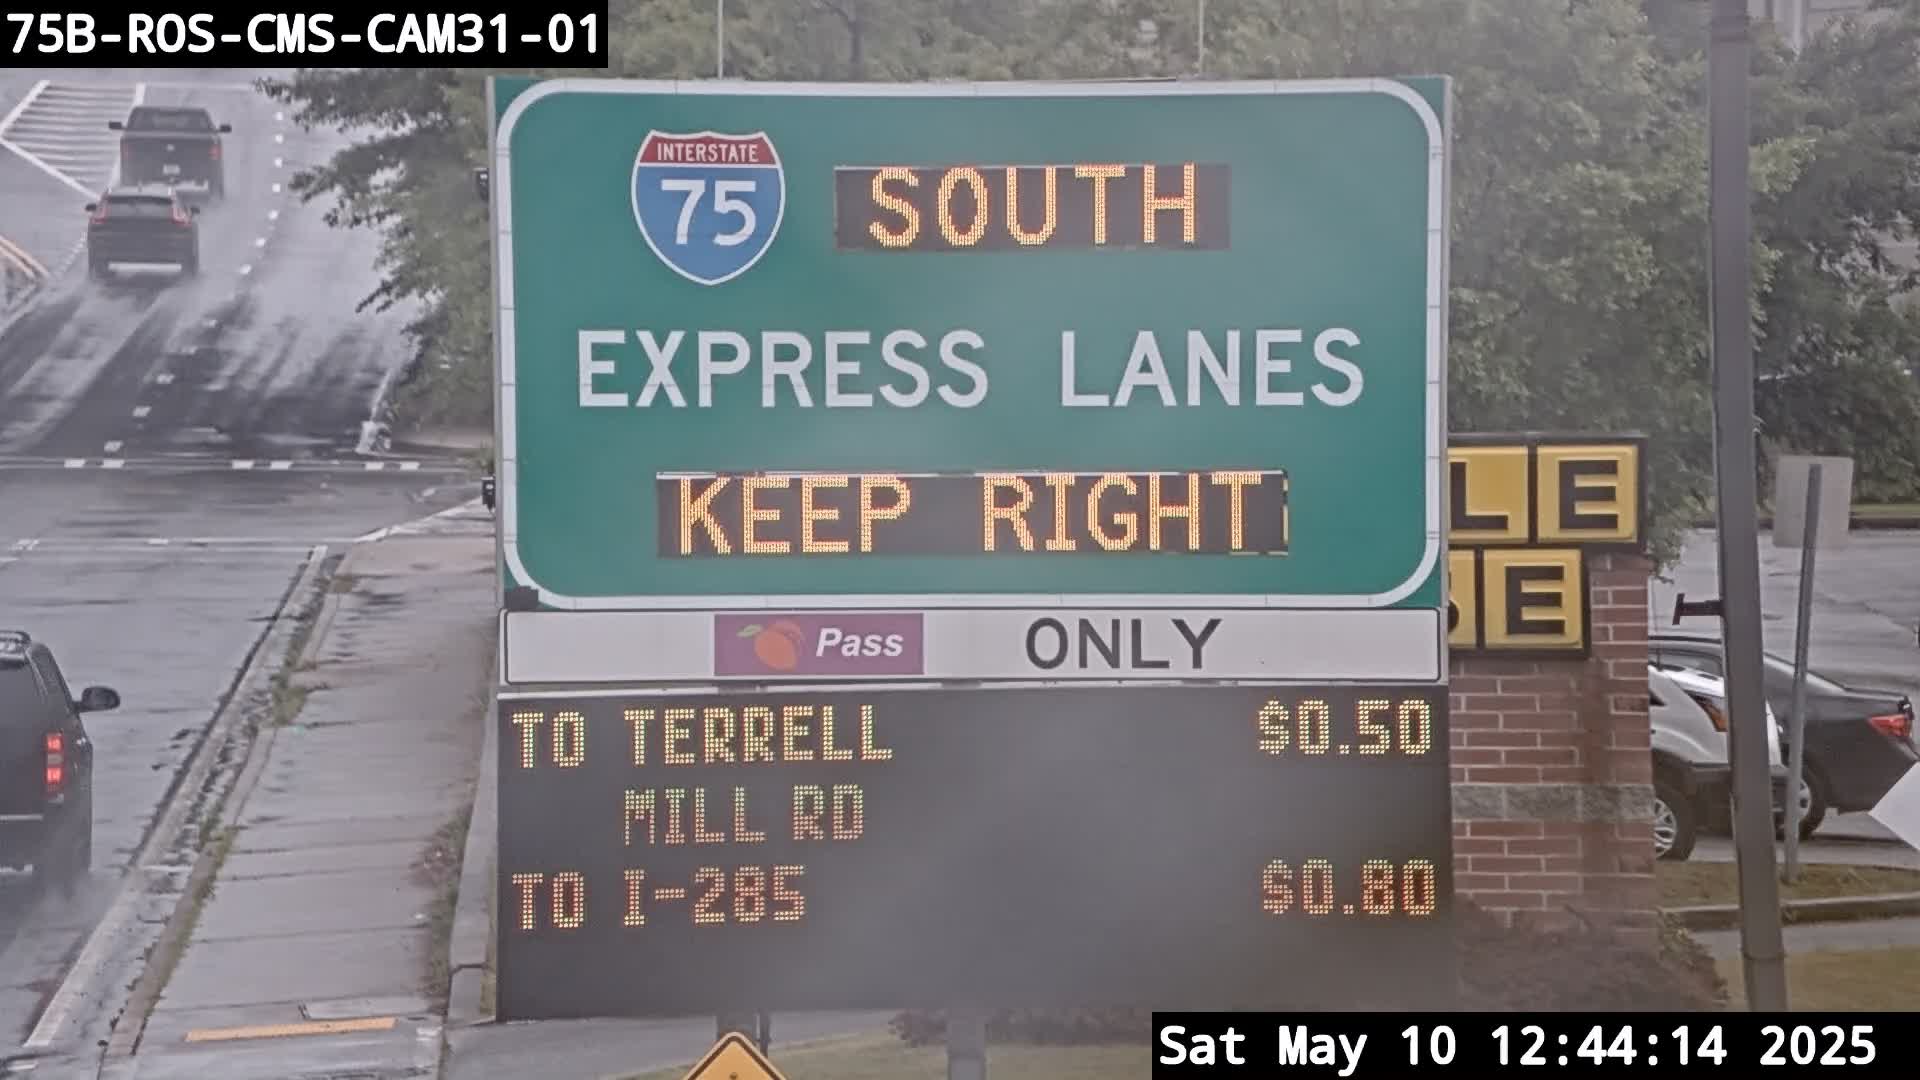 75B-ROS-CMS-CAM31-01
INTERSTATE
75 SOUTH
EXPRESS LANES
KEEP RIGHT
Pass ONLY
TO TERRELL $0.50
MILL RD
TO I-285 $0.80
LE
E
Sat May 10 12:44:14 2025